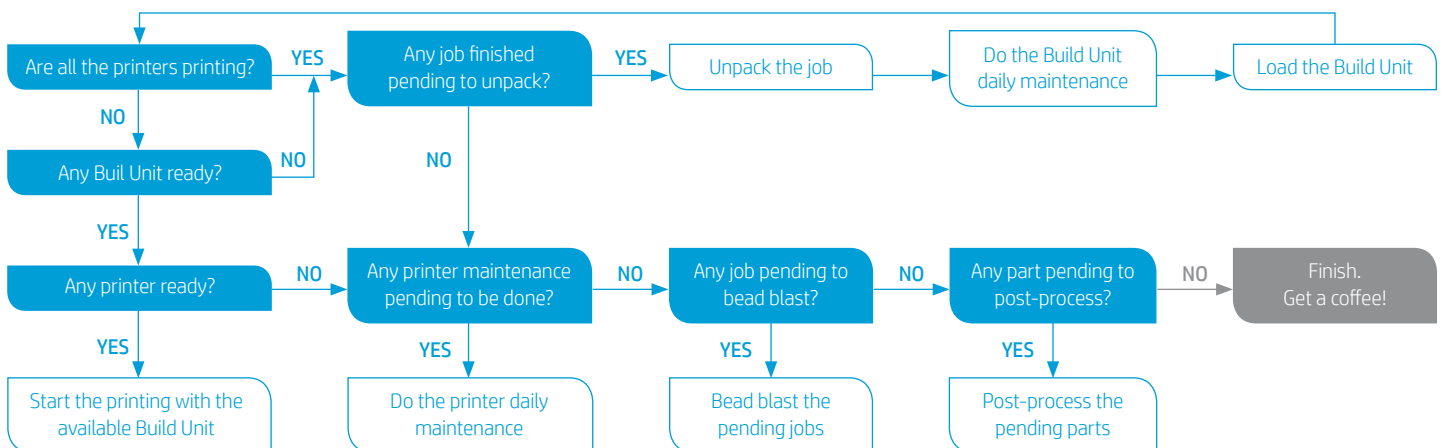 Are all the printers printing?
YES
Any job finished
pending to unpack?
YES
Unpack the job
Do the Build Unit
daily maintenance
Load the Build Unit
NO
Any Buil Unit ready?
NO
NO
YES
Any printer ready?
NO
Any printer maintenance
pending to be done?
NO
Any job pending to
bead blast?
NO
Any part pending to
post-process?
NO
Finish.
Get a coffee!
YES
YES
YES
YES
Start the printing with the
available Build Unit
Do the printer daily
maintenance
Bead blast the
pending jobs
Post-process the
pending parts